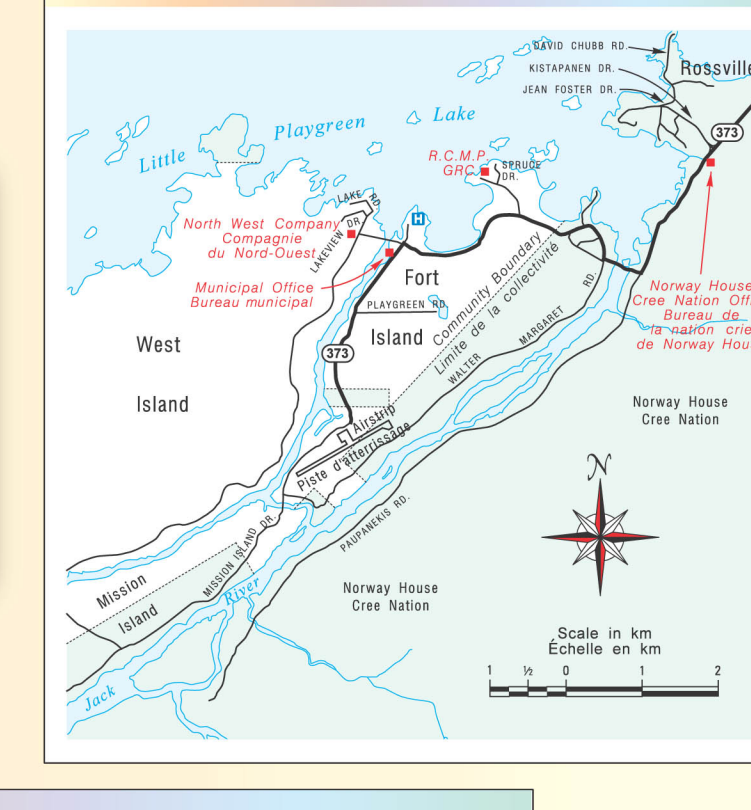 DAVID CHUBB RD.
KISTAPANEN DR.
JEAN FOSTER DR.
Rossville
373
Little Playgreen Lake
R.C.M.P.
GRC
SPRUCE
DR.
LAKE RD.
LAKEVIEW DR.
H
North West Company
Compagnie
du Nord-Ouest
Municipal Office
Bureau municipal
Fort
Island
PLAYGREEN RD.
Community Boundary
Limite de la collectivité
WALTER MARGARET RD.
Norway House
Cree Nation Offi
Bureau de
la nation crie
de Norway Hous
West
Island
373
Airstrip
Piste d'atterrissage
Norway House
Cree Nation
N
PAUPANEKIS RD.
MISSION ISLAND DR.
Mission
Island
Norway House
Cree Nation
Jack River
Scale in km
Échelle en km
1 ½ 0 1 2